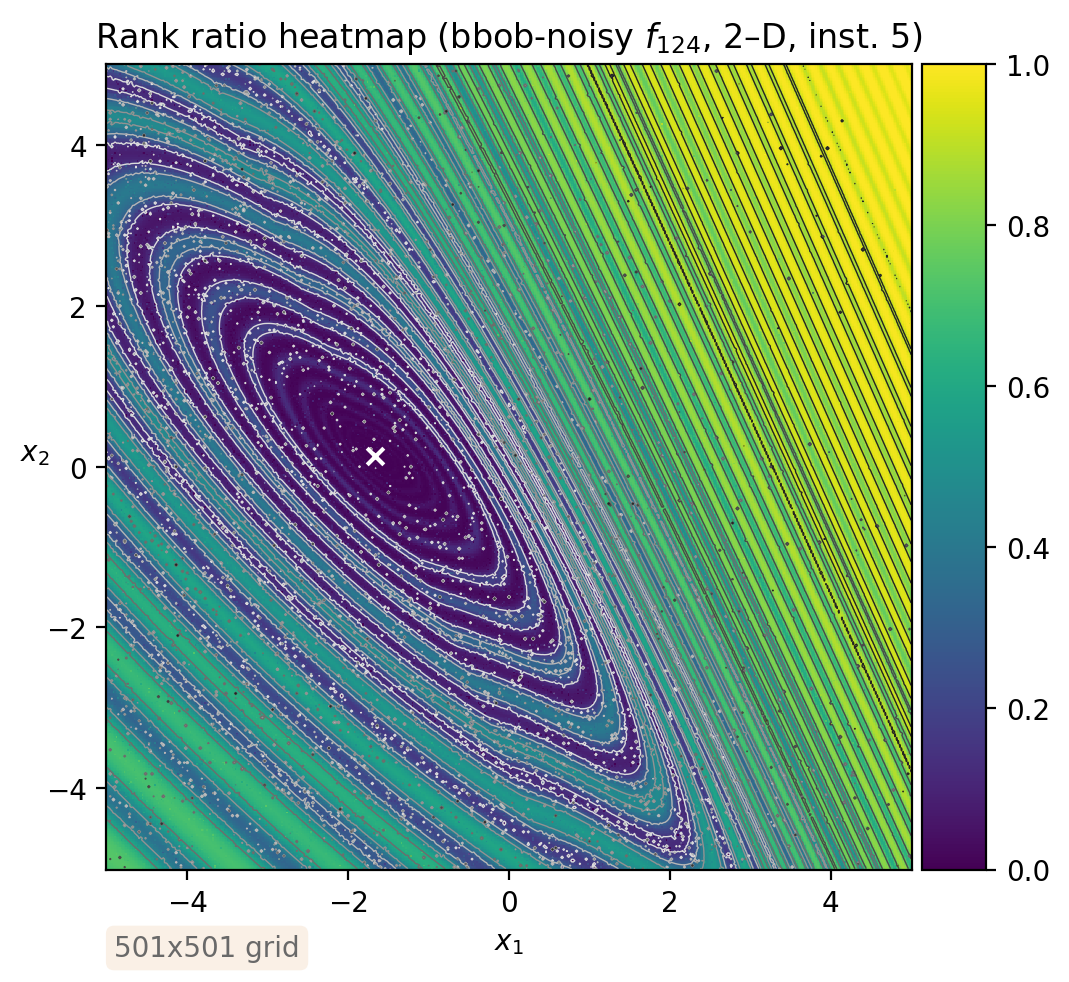 Rank ratio heatmap (bbob-noisy f₁₂₄, 2–D, inst. 5)
1.0
0.8
0.6
0.4
0.2
0.0
4
2
0
−2
−4
x₂
−4 −2 0 2 4
x₁
501x501 grid